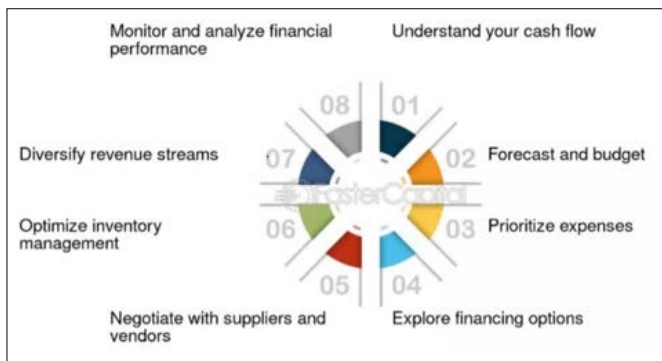 Monitor and analyze financial
performance
Understand your cash flow
08
01
Diversify revenue streams
07
02
Forecast and budget
FasterCapital
Optimize inventory
management
06
03
Prioritize expenses
05
04
Negotiate with suppliers and
vendors
Explore financing options